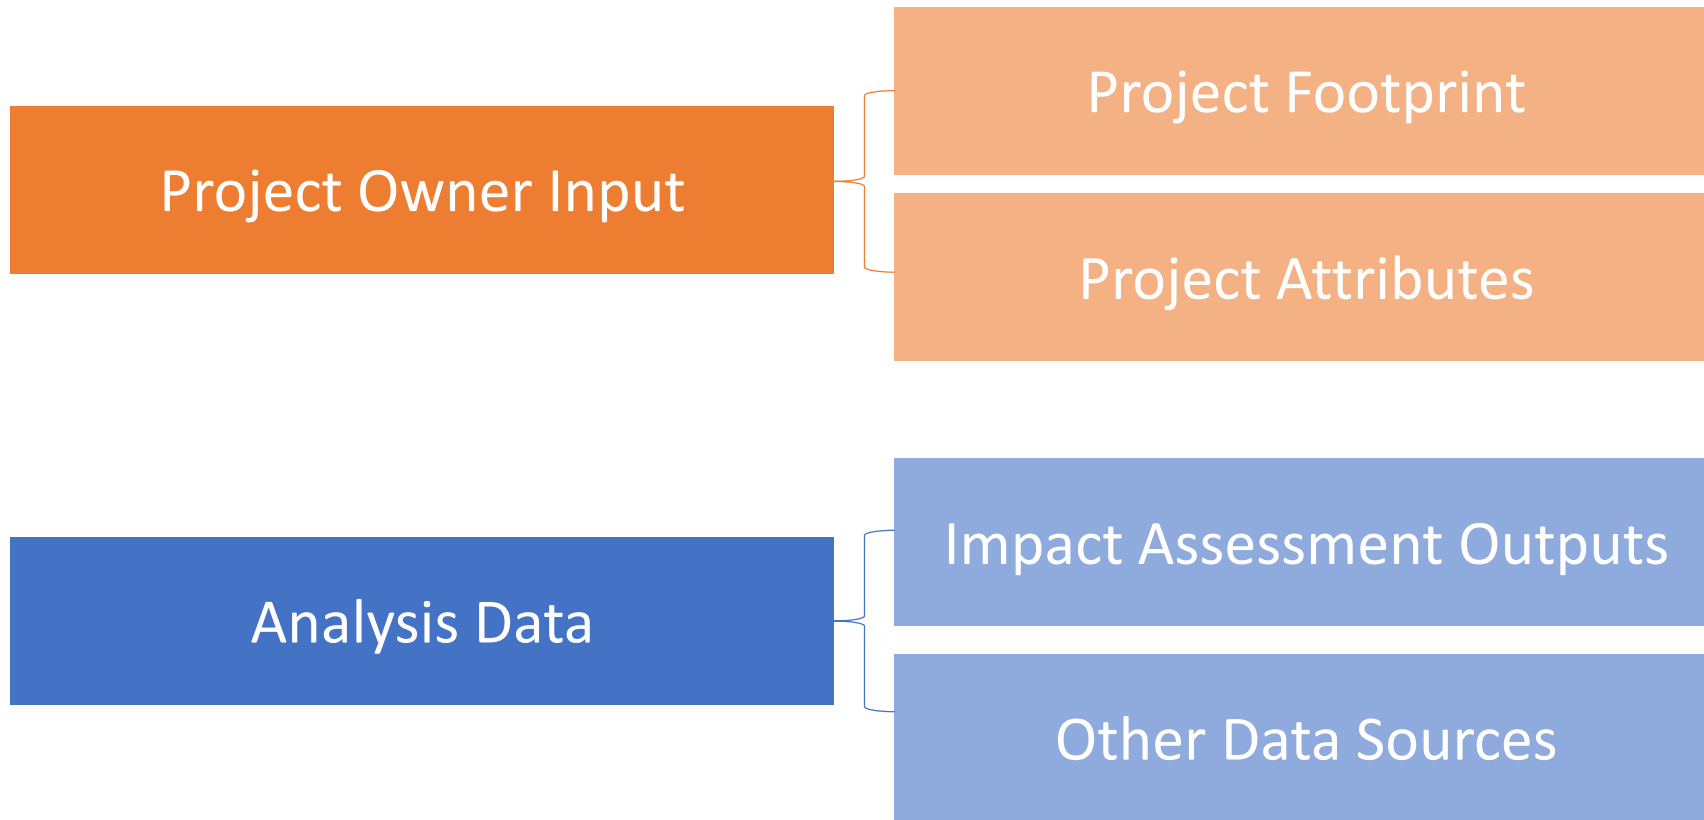 Project Owner Input
Project Footprint
Project Attributes
Analysis Data
Impact Assessment Outputs
Other Data Sources